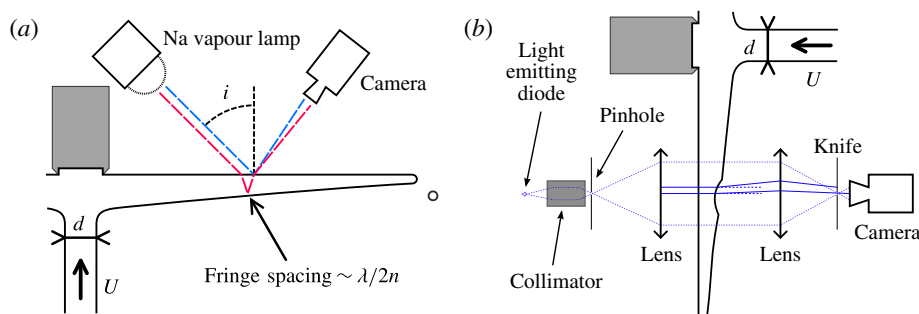 (a)
Na vapour lamp
i
Camera
d
U
Fringe spacing ~ λ/2n
(b)
Light
emitting
diode
Pinhole
d
U
Knife
Lens
Lens
Collimator
Camera